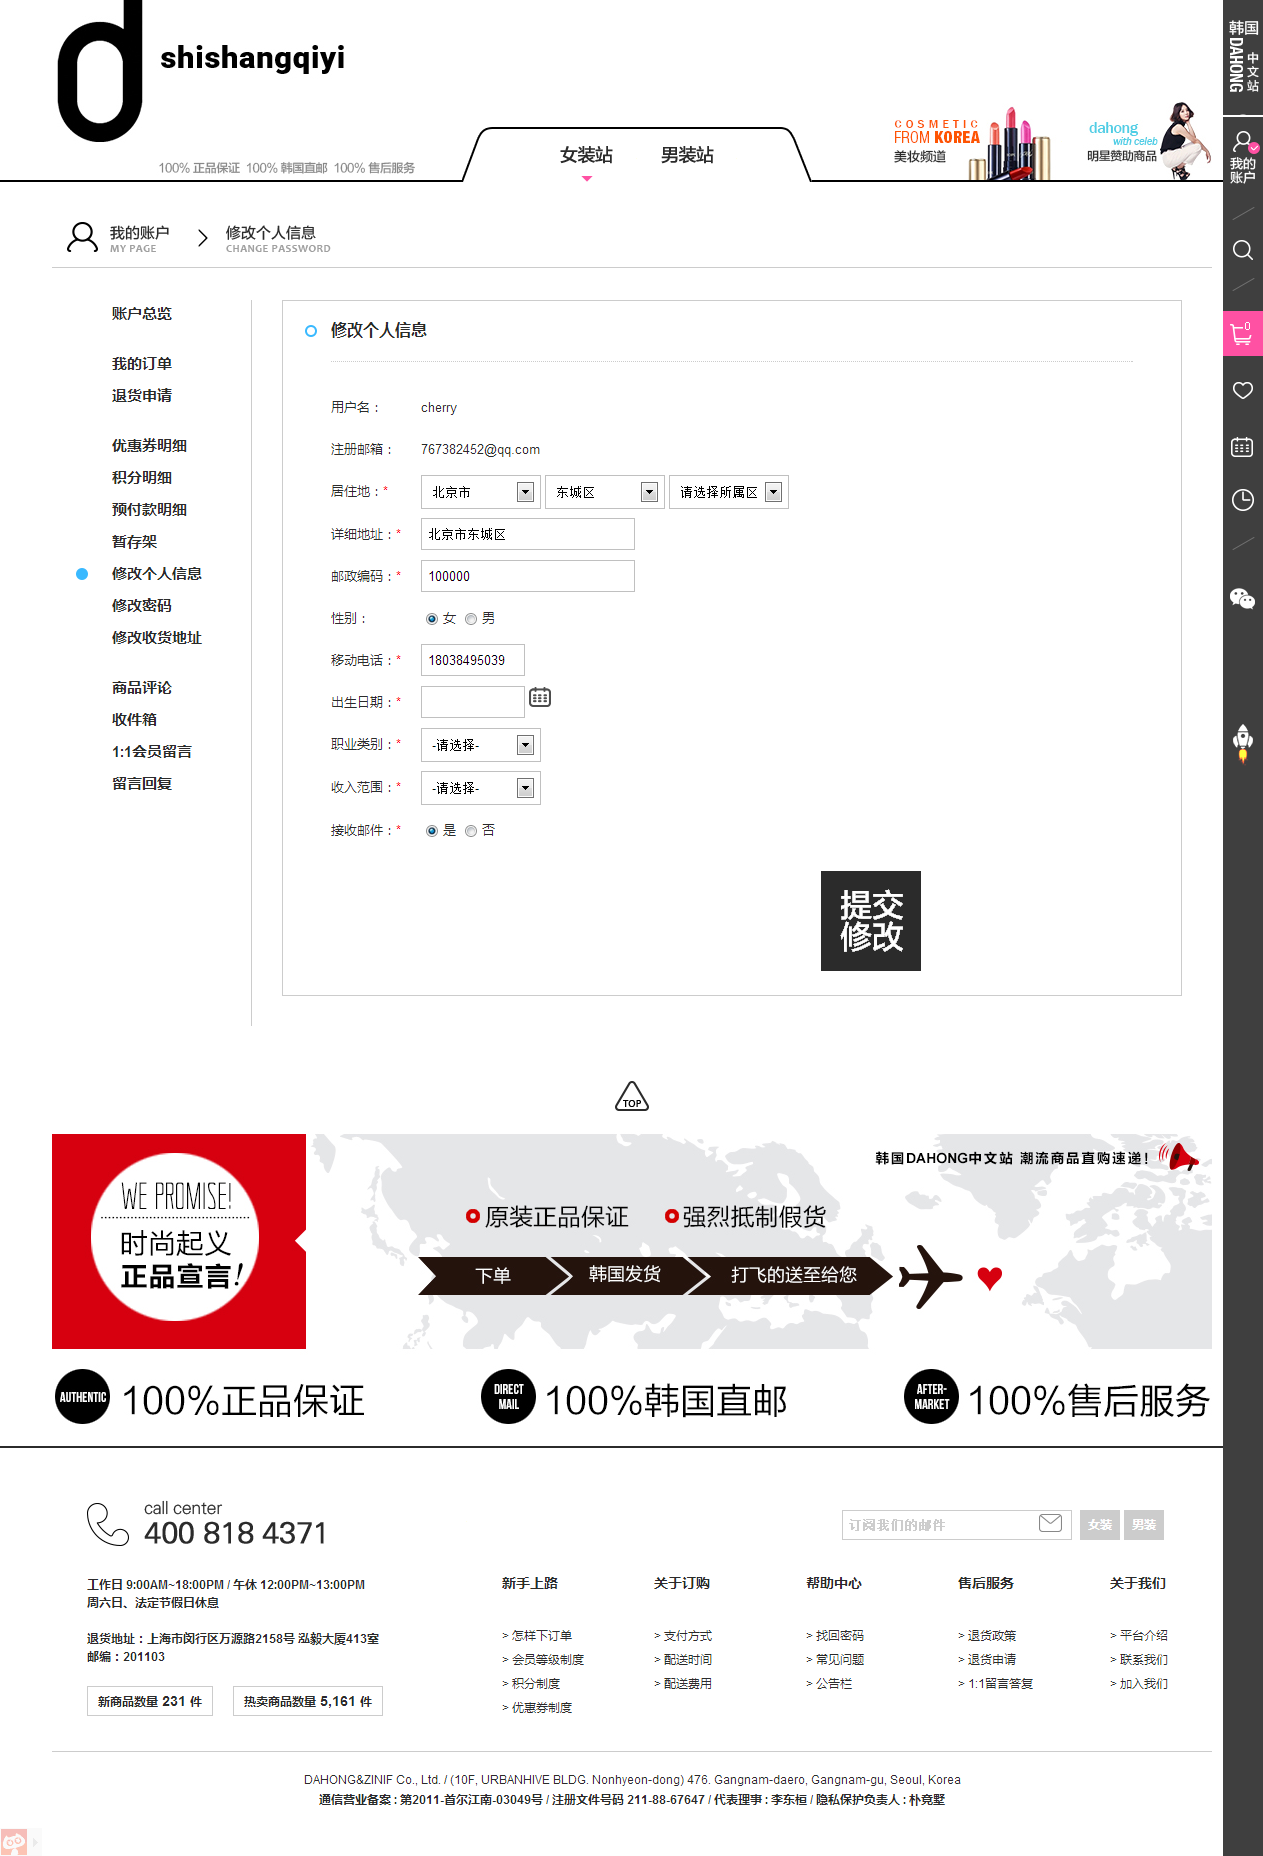 shishangqiyi
100% 正品保证 100% 韩国直邮 100% 售后服务
女装站 男装站
COSMETIC
FROM KOREA
美妆频道
dahong
with celeb
明星赞助商品
韩国
DAHONG
中文站
我的
账户
0
我的账户
MY PAGE
修改个人信息
CHANGE PASSWORD
账户总览
我的订单
退货申请
优惠券明细
积分明细
预付款明细
暂存架
修改个人信息
修改密码
修改收货地址
商品评论
收件箱
1:1会员留言
留言回复
修改个人信息
用户名： cherry
注册邮箱： 767382452@qq.com
居住地：* 北京市 东城区 请选择所属区
详细地址：* 北京市东城区
邮政编码：* 100000
性别： 女 男
移动电话：* 18038495039
出生日期：*
职业类别：* -请选择-
收入范围：* -请选择-
接收邮件：* 是 否
提交
修改
TOP
WE PROMISE!
时尚起义
正品宣言!
韩国DAHONG中文站 潮流商品直购速递!
原装正品保证 强烈抵制假货
下单 韩国发货 打飞的送至给您
AUTHENTIC 100%正品保证
DIRECT MAIL 100%韩国直邮
AFTER-MARKET 100%售后服务
call center
400 818 4371
订阅我们的邮件 女装 男装
工作日 9:00AM~18:00PM / 午休 12:00PM~13:00PM
周六日、法定节假日休息
退货地址：上海市闵行区万源路2158号 泓毅大厦413室
邮编：201103
新商品数量 231 件 热卖商品数量 5,161 件
新手上路
> 怎样下订单
> 会员等级制度
> 积分制度
> 优惠券制度
关于订购
> 支付方式
> 配送时间
> 配送费用
帮助中心
> 找回密码
> 常见问题
> 公告栏
售后服务
> 退货政策
> 退货申请
> 1:1留言答复
关于我们
> 平台介绍
> 联系我们
> 加入我们
DAHONG&ZINIF Co., Ltd. / (10F, URBANHIVE BLDG. Nonhyeon-dong) 476. Gangnam-daero, Gangnam-gu, Seoul, Korea
通信营业备案 : 第2011-首尔江南-03049号 / 注册文件号码 211-88-67647 / 代表理事 : 李东桓 / 隐私保护负责人 : 朴竞墅